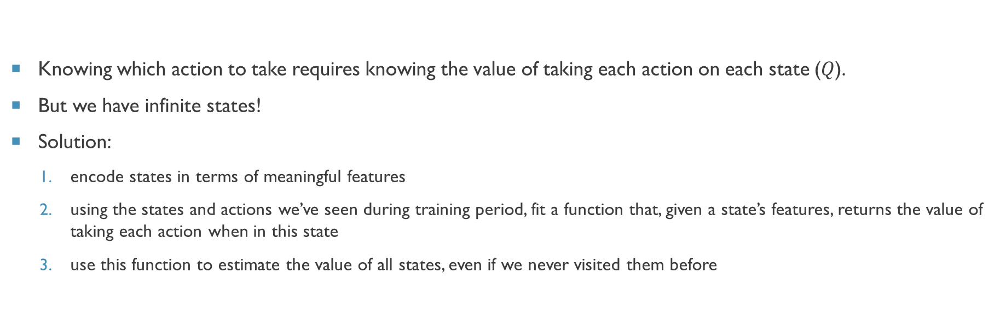 Knowing which action to take requires knowing the value of taking each action on each state (Q).
But we have infinite states!
Solution:
1. encode states in terms of meaningful features
2. using the states and actions we’ve seen during training period, fit a function that, given a state’s features, returns the value of
taking each action when in this state
3. use this function to estimate the value of all states, even if we never visited them before